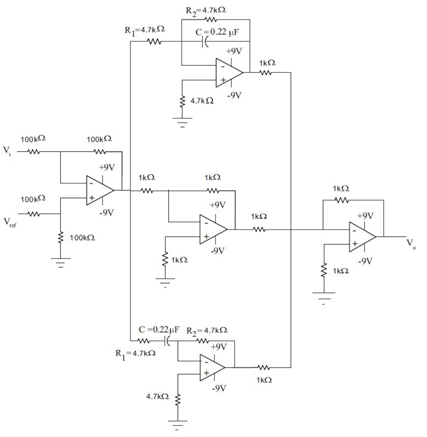 R2=4.7kΩ
R1=4.7kΩ
C=0.22 μF
+9V
1kΩ
-
+
4.7kΩ
-9V
100kΩ
100kΩ
Vi
+9V
1kΩ
1kΩ
1kΩ
-
+
100kΩ
+9V
1kΩ
+9V
-9V
-
+
-
+
Vo
Vref
100kΩ
-9V
-9V
1kΩ
1kΩ
C =0.22μF
R2= 4.7kΩ
+9V
R1=4.7kΩ
-
+
-9V
1kΩ
4.7kΩ